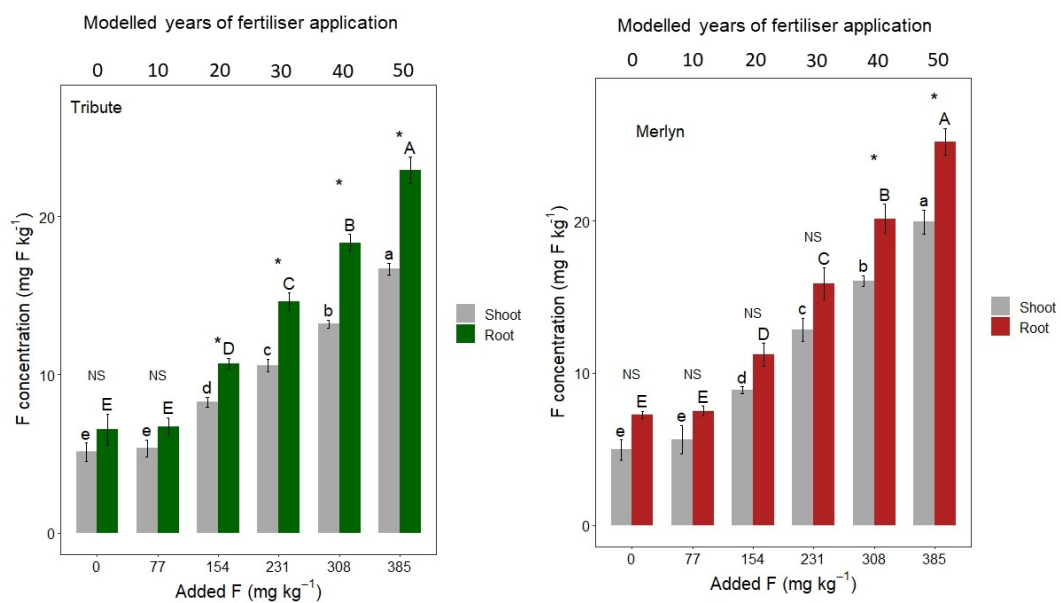 Modelled years of fertiliser application
0 10 20 30 40 50
Tribute
F concentration (mg F kg⁻¹)
20
10
0
NS
e
E
NS
e
E
*
d
D
*
c
C
*
b
B
*
a
A
0 77 154 231 308 385
Added F (mg kg⁻¹)
Shoot
Root
Modelled years of fertiliser application
0 10 20 30 40 50
Merlyn
F concentration (mg F kg⁻¹)
20
10
0
NS
e
E
NS
e
E
NS
d
D
NS
c
C
*
b
B
*
a
A
0 77 154 231 308 385
Added F (mg kg⁻¹)
Shoot
Root